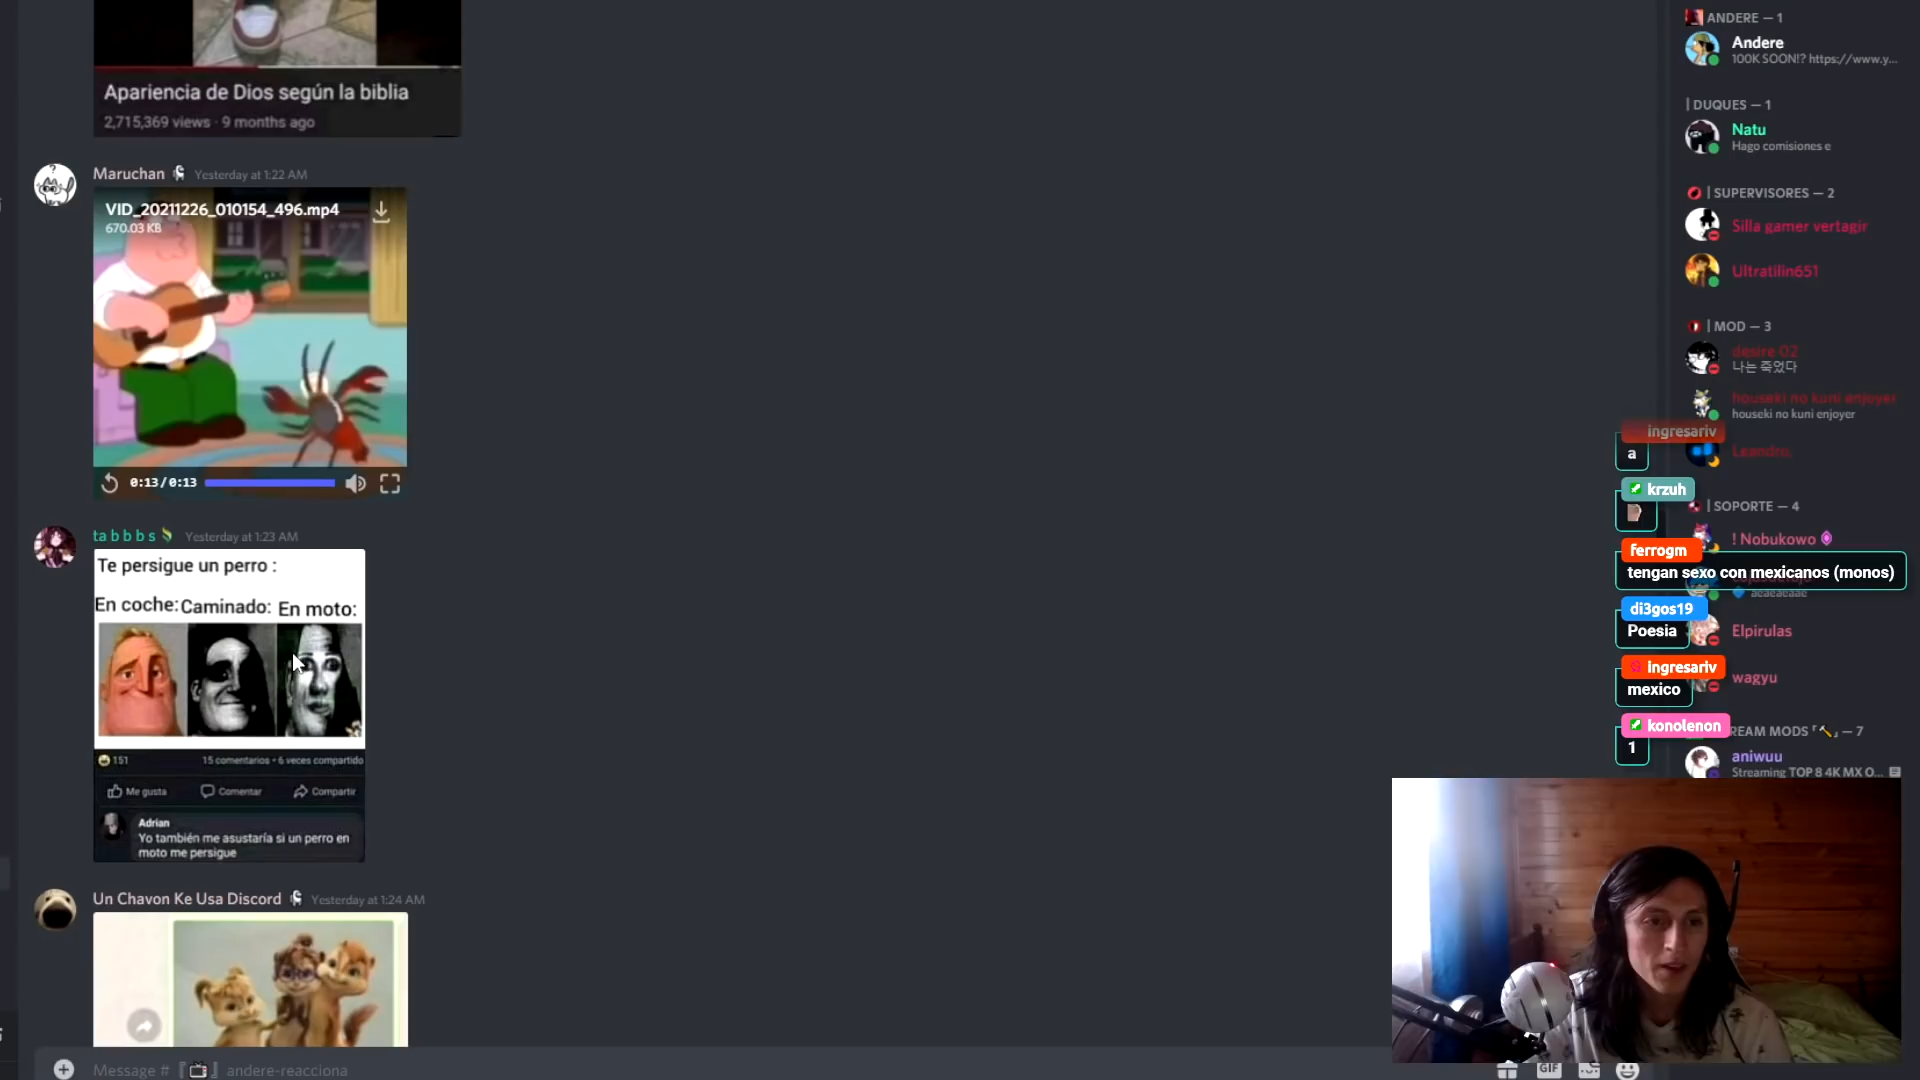 Apariencia de Dios según la biblia
2,715,369 views · 9 months ago
Maruchan Yesterday at 1:22 AM
VID_20211226_010154_496.mp4
670.03 KB
0:13/0:13
ta b b b s Yesterday at 1:23 AM
Te persigue un perro :
En coche: Caminado: En moto:
151 15 comentarios • 6 veces compartido
Me gusta Comentar Compartir
Adrian
Yo también me asustaría si un perro en
moto me persigue
Un Chavon Ke Usa Discord Yesterday at 1:24 AM
Message # 『📺』 andere-reacciona
GIF
ANDERE — 1
Andere
100K SOON!? https://www.y...
| DUQUES — 1
Natu
Hago comisiones e
| SUPERVISORES — 2
Silla gamer vertagir
Ultratilin651
| MOD — 3
desire 02
나는 죽었다
houseki no kuni enjoyer
houseki no kuni enjoyer
Leandro.
| SOPORTE — 4
! Nobukowo
aeaeaeaae
Elpirulas
wagyu
REAM MODS「🔨」— 7
aniwuu
Streaming TOP 8 4K MX O...
ingresariv
a
krzuh
ferrogm
tengan sexo con mexicanos (monos)
di3gos19
Poesia
ingresariv
mexico
konolenon
1